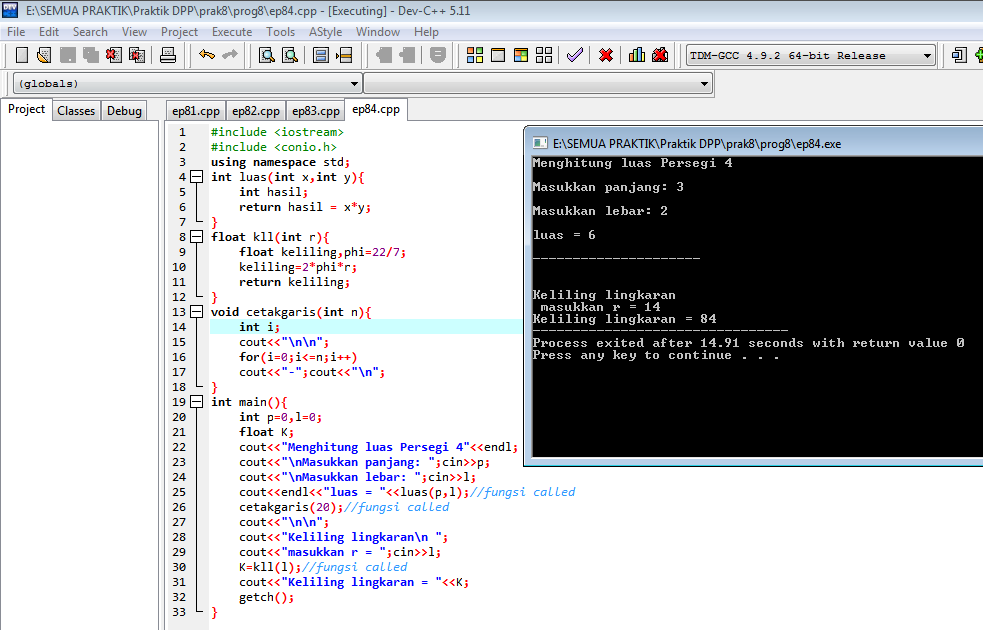 E:\SEMUA PRAKTIK\Praktik DPP\prak8\prog8\ep84.cpp - [Executing] - Dev-C++ 5.11
File Edit Search View Project Execute Tools AStyle Window Help
TDM-GCC 4.9.2 64-bit Release
(globals)
Project Classes Debug
ep81.cpp ep82.cpp ep83.cpp ep84.cpp
1 #include <iostream>
2 #include <conio.h>
3 using namespace std;
4 int luas(int x,int y){
5 int hasil;
6 return hasil = x*y;
7 }
8 float kll(int r){
9 float keliling,phi=22/7;
10 keliling=2*phi*r;
11 return keliling;
12 }
13 void cetakgaris(int n){
14 int i;
15 cout<<"\n\n";
16 for(i=0;i<=n;i++)
17 cout<<"-";cout<<"\n";
18 }
19 int main(){
20 int p=0,l=0;
21 float K;
22 cout<<"Menghitung luas Persegi 4"<<endl;
23 cout<<"\nMasukkan panjang: ";cin>>p;
24 cout<<"\nMasukkan lebar: ";cin>>l;
25 cout<<endl<<"luas = "<<luas(p,l);//fungsi called
26 cetakgaris(20);//fungsi called
27 cout<<"\n\n";
28 cout<<"Keliling lingkaran\n ";
29 cout<<"masukkan r = ";cin>>l;
30 K=kll(l);//fungsi called
31 cout<<"Keliling lingkaran = "<<K;
32 getch();
33 }
E:\SEMUA PRAKTIK\Praktik DPP\prak8\prog8\ep84.exe
Menghitung luas Persegi 4
Masukkan panjang: 3
Masukkan lebar: 2
luas = 6
---------------------
Keliling lingkaran
masukkan r = 14
Keliling lingkaran = 84
--------------------------------
Process exited after 14.91 seconds with return value 0
Press any key to continue . . .